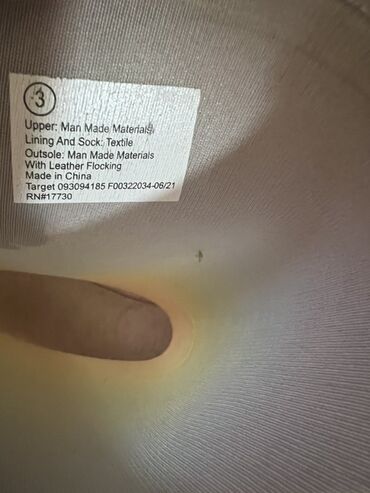 3
Upper: Man Made Materials
Lining And Sock: Textile
Outsole: Man Made Materials
With Leather Flocking
Made in China
Target 093094185 F00322034-06/21
RN#17730